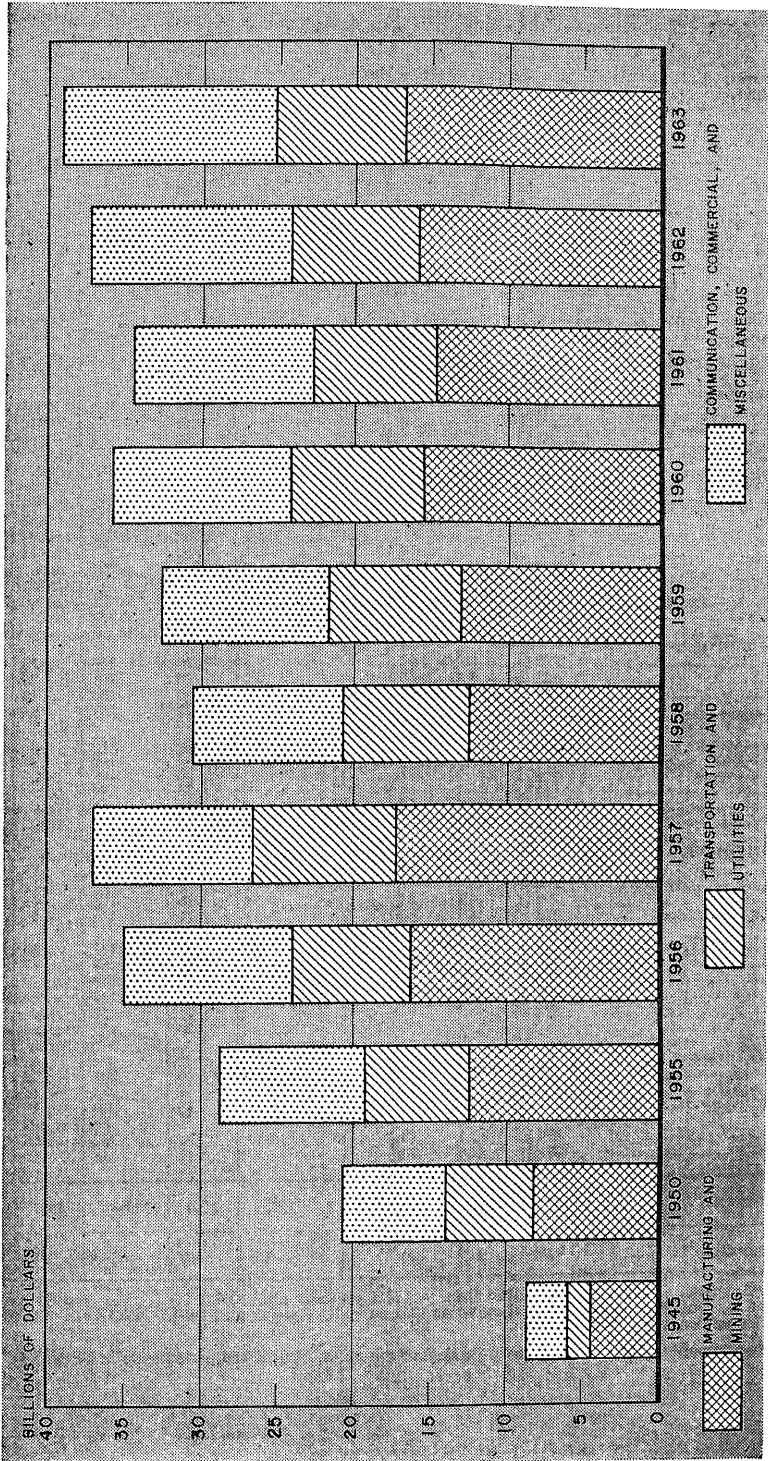 BILLIONS OF DOLLARS
40
35
30
25
20
15
10
5
0
1945
1950
1955
1956
1957
1958
1959
1960
1961
1962
1963
MANUFACTURING AND
MINING
TRANSPORTATION AND
UTILITIES
COMMUNICATION, COMMERCIAL, AND
MISCELLANEOUS